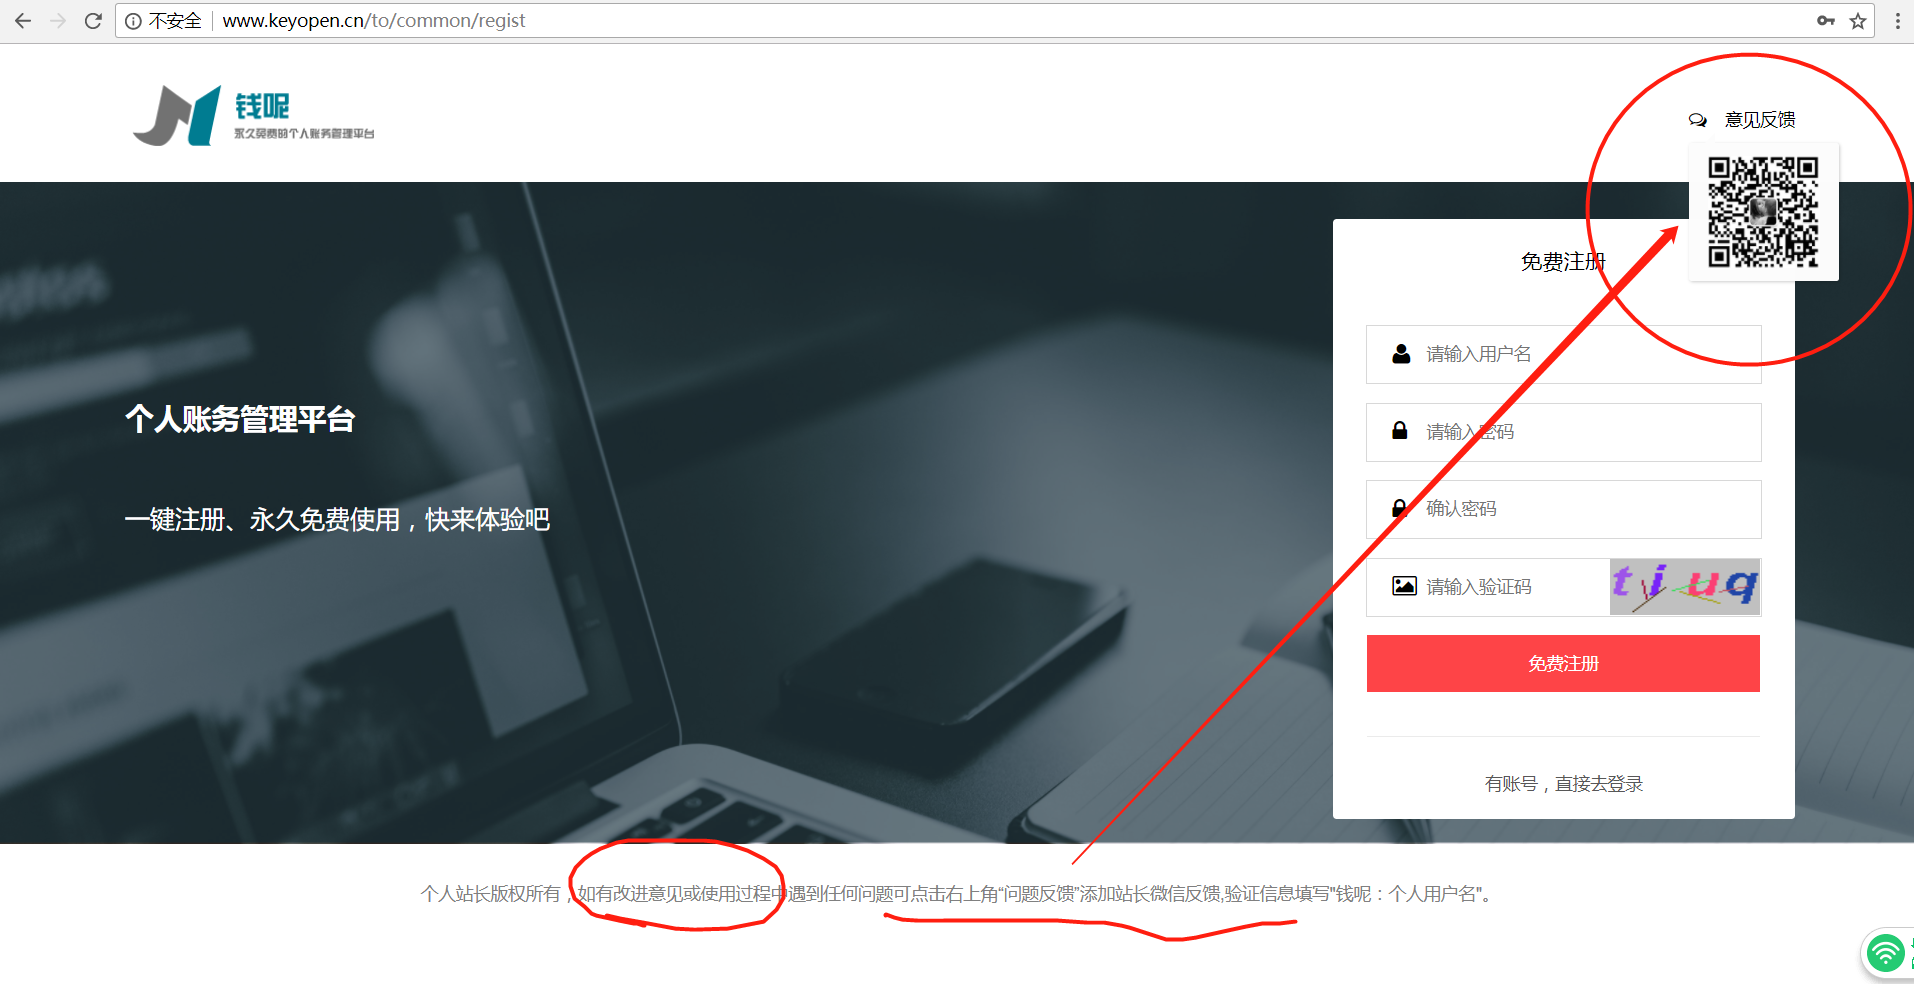 不安全 www.keyopen.cn/to/common/regist
钱呢
永久免费的个人账务管理平台
意见反馈
免费注册
请输入用户名
个人账务管理平台
请输入密码
确认密码
一键注册、永久免费使用，快来体验吧
请输入验证码 tiuq
免费注册
有账号，直接去登录
个人站长版权所有，如有改进意见或使用过程中遇到任何问题可点击右上角“问题反馈”添加站长微信反馈,验证信息填写"钱呢：个人用户名"。